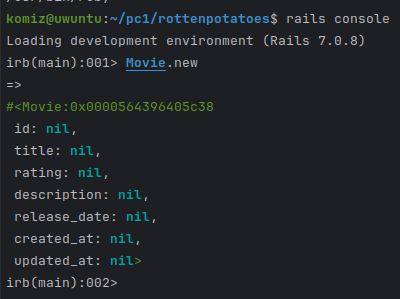 komiz@uwuntu:~/pc1/rottenpotatoes$ rails console
Loading development environment (Rails 7.0.8)
irb(main):001> Movie.new
=>
#<Movie:0x0000564396405c38
 id: nil,
 title: nil,
 rating: nil,
 description: nil,
 release_date: nil,
 created_at: nil,
 updated_at: nil>
irb(main):002>